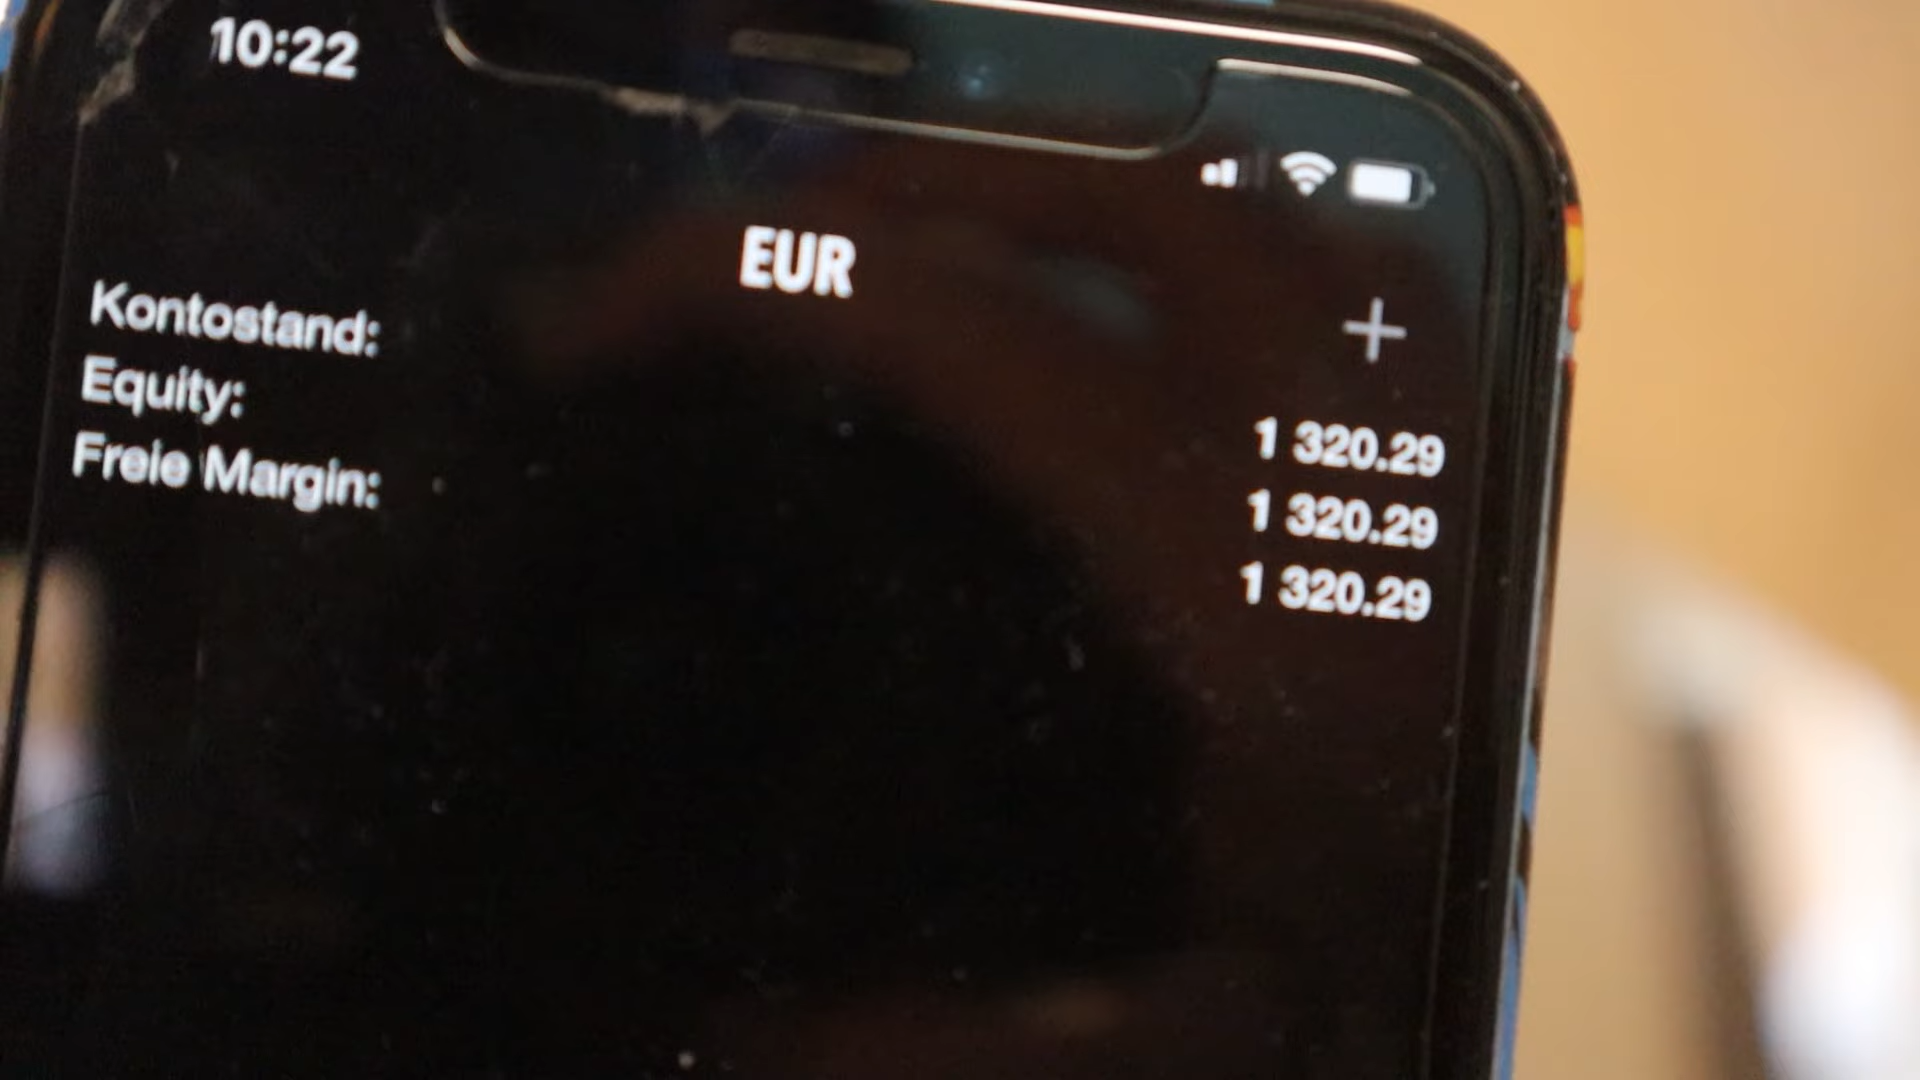 10:22
EUR
Kontostand: 1 320.29
Equity: 1 320.29
Freie Margin: 1 320.29